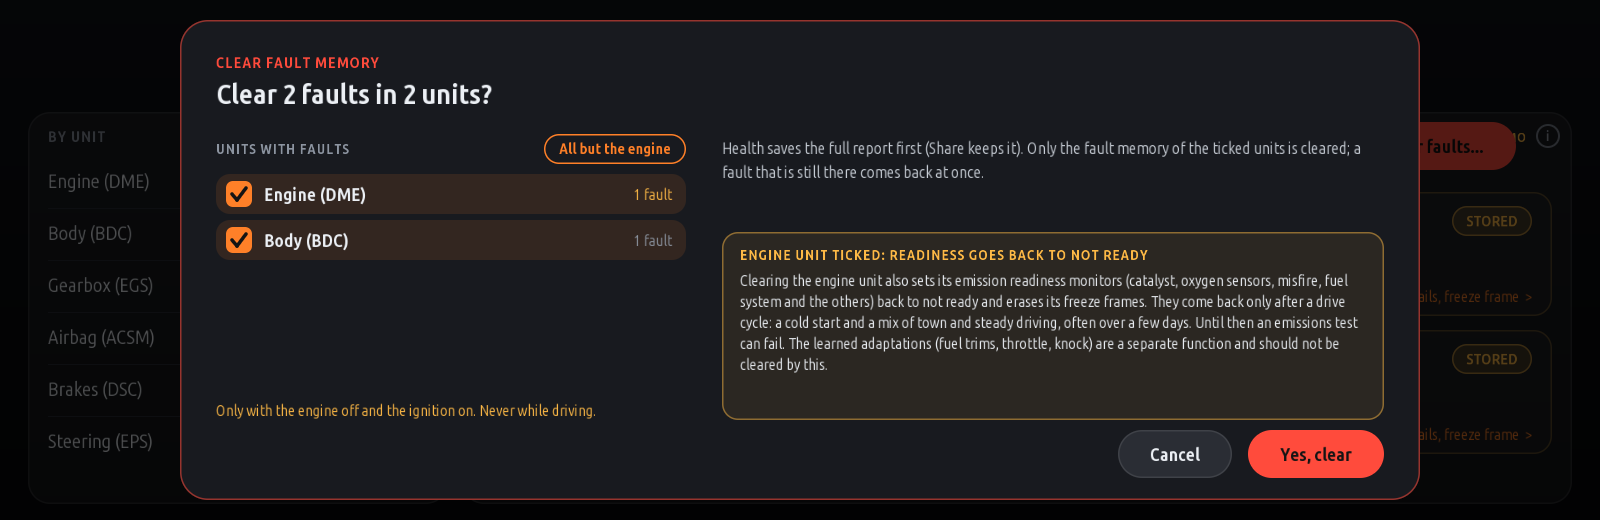 CLEAR FAULT MEMORY
Clear 2 faults in 2 units?
BY UNIT
Engine (DME)
Body (BDC)
Gearbox (EGS)
Airbag (ACSM)
Brakes (DSC)
Steering (EPS)
UNITS WITH FAULTS
All but the engine
Engine (DME)
1 fault
Body (BDC)
1 fault
Only with the engine off and the ignition on. Never while driving.
Health saves the full report first (Share keeps it). Only the fault memory of the ticked units is cleared; a
fault that is still there comes back at once.
ENGINE UNIT TICKED: READINESS GOES BACK TO NOT READY
Clearing the engine unit also sets its emission readiness monitors (catalyst, oxygen sensors, misfire, fuel
system and the others) back to not ready and erases its freeze frames. They come back only after a drive
cycle: a cold start and a mix of town and steady driving, often over a few days. Until then an emissions test
can fail. The learned adaptations (fuel trims, throttle, knock) are a separate function and should not be
cleared by this.
Cancel
Yes, clear
faults...
i
STORED
freeze frame >
STORED
freeze frame >